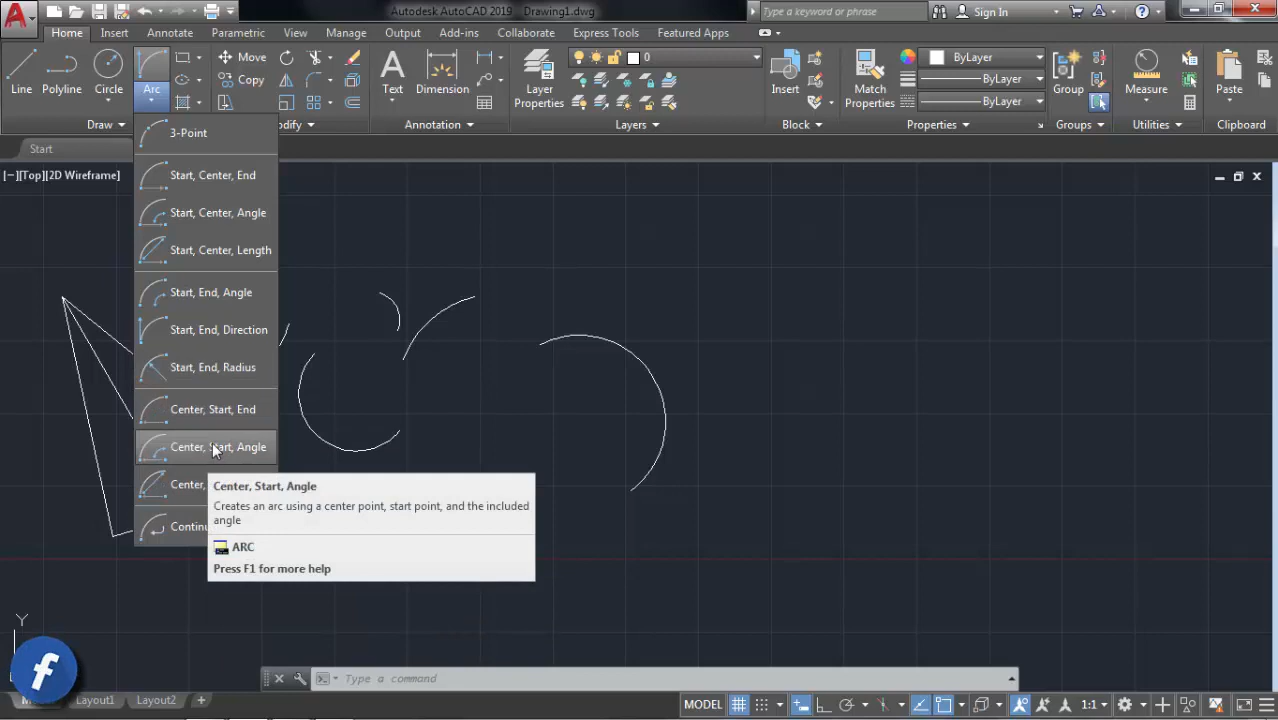 Autodesk AutoCAD 2019 Drawing1.dwg
Type a keyword or phrase
Sign In
Home Insert Annotate Parametric View Manage Output Add-ins Collaborate Express Tools Featured Apps
Move
Copy
0
ByLayer
ByLayer
ByLayer
Line Polyline Circle Arc
Text Dimension
Layer
Properties
Insert
Match
Properties
Group
Measure
Paste
Draw
Modify
Annotation
Layers
Block
Properties
Groups
Utilities
Clipboard
Start
[−][Top][2D Wireframe]
3-Point
Start, Center, End
Start, Center, Angle
Start, Center, Length
Start, End, Angle
Start, End, Direction
Start, End, Radius
Center, Start, End
Center, Start, Angle
Center,
Center, Start, Angle
Creates an arc using a center point, start point, and the included
angle
ARC
Press F1 for more help
Y
f
Type a command
Layout1 Layout2 +
MODEL
1:1